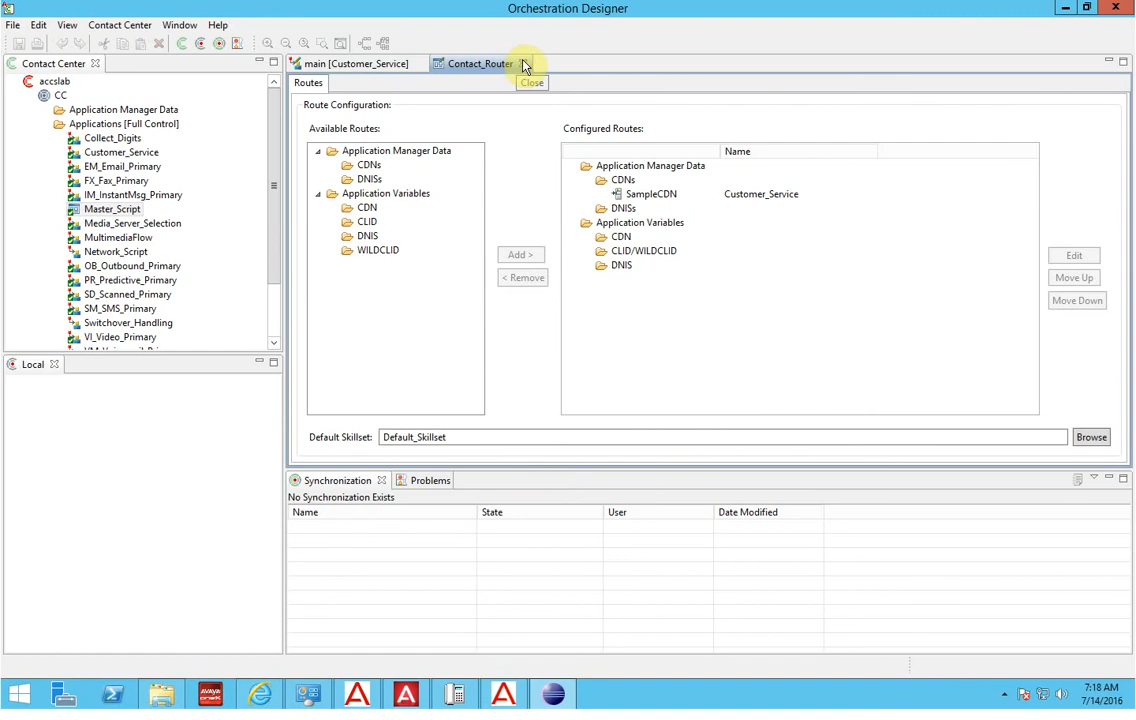 Orchestration Designer
File Edit View Contact Center Window Help
Contact Center
accslab
CC
Application Manager Data
Applications [Full Control]
Collect_Digits
Customer_Service
EM_Email_Primary
FX_Fax_Primary
IM_InstantMsg_Primary
Master_Script
Media_Server_Selection
MultimediaFlow
Network_Script
OB_Outbound_Primary
PR_Predictive_Primary
SD_Scanned_Primary
SM_SMS_Primary
Switchover_Handling
VI_Video_Primary
Local
main [Customer_Service]
Contact_Router
Close
Routes
Route Configuration:
Available Routes:
Application Manager Data
CDNs
DNISs
Application Variables
CDN
CLID
DNIS
WILDCLID
Add >
< Remove
Configured Routes:
Name
Application Manager Data
CDNs
SampleCDN Customer_Service
DNISs
Application Variables
CDN
CLID/WILDCLID
DNIS
Edit
Move Up
Move Down
Default Skillset: Default_Skillset Browse
Synchronization Problems
No Synchronization Exists
Name State User Date Modified
AVAYA
7:18 AM
7/14/2016